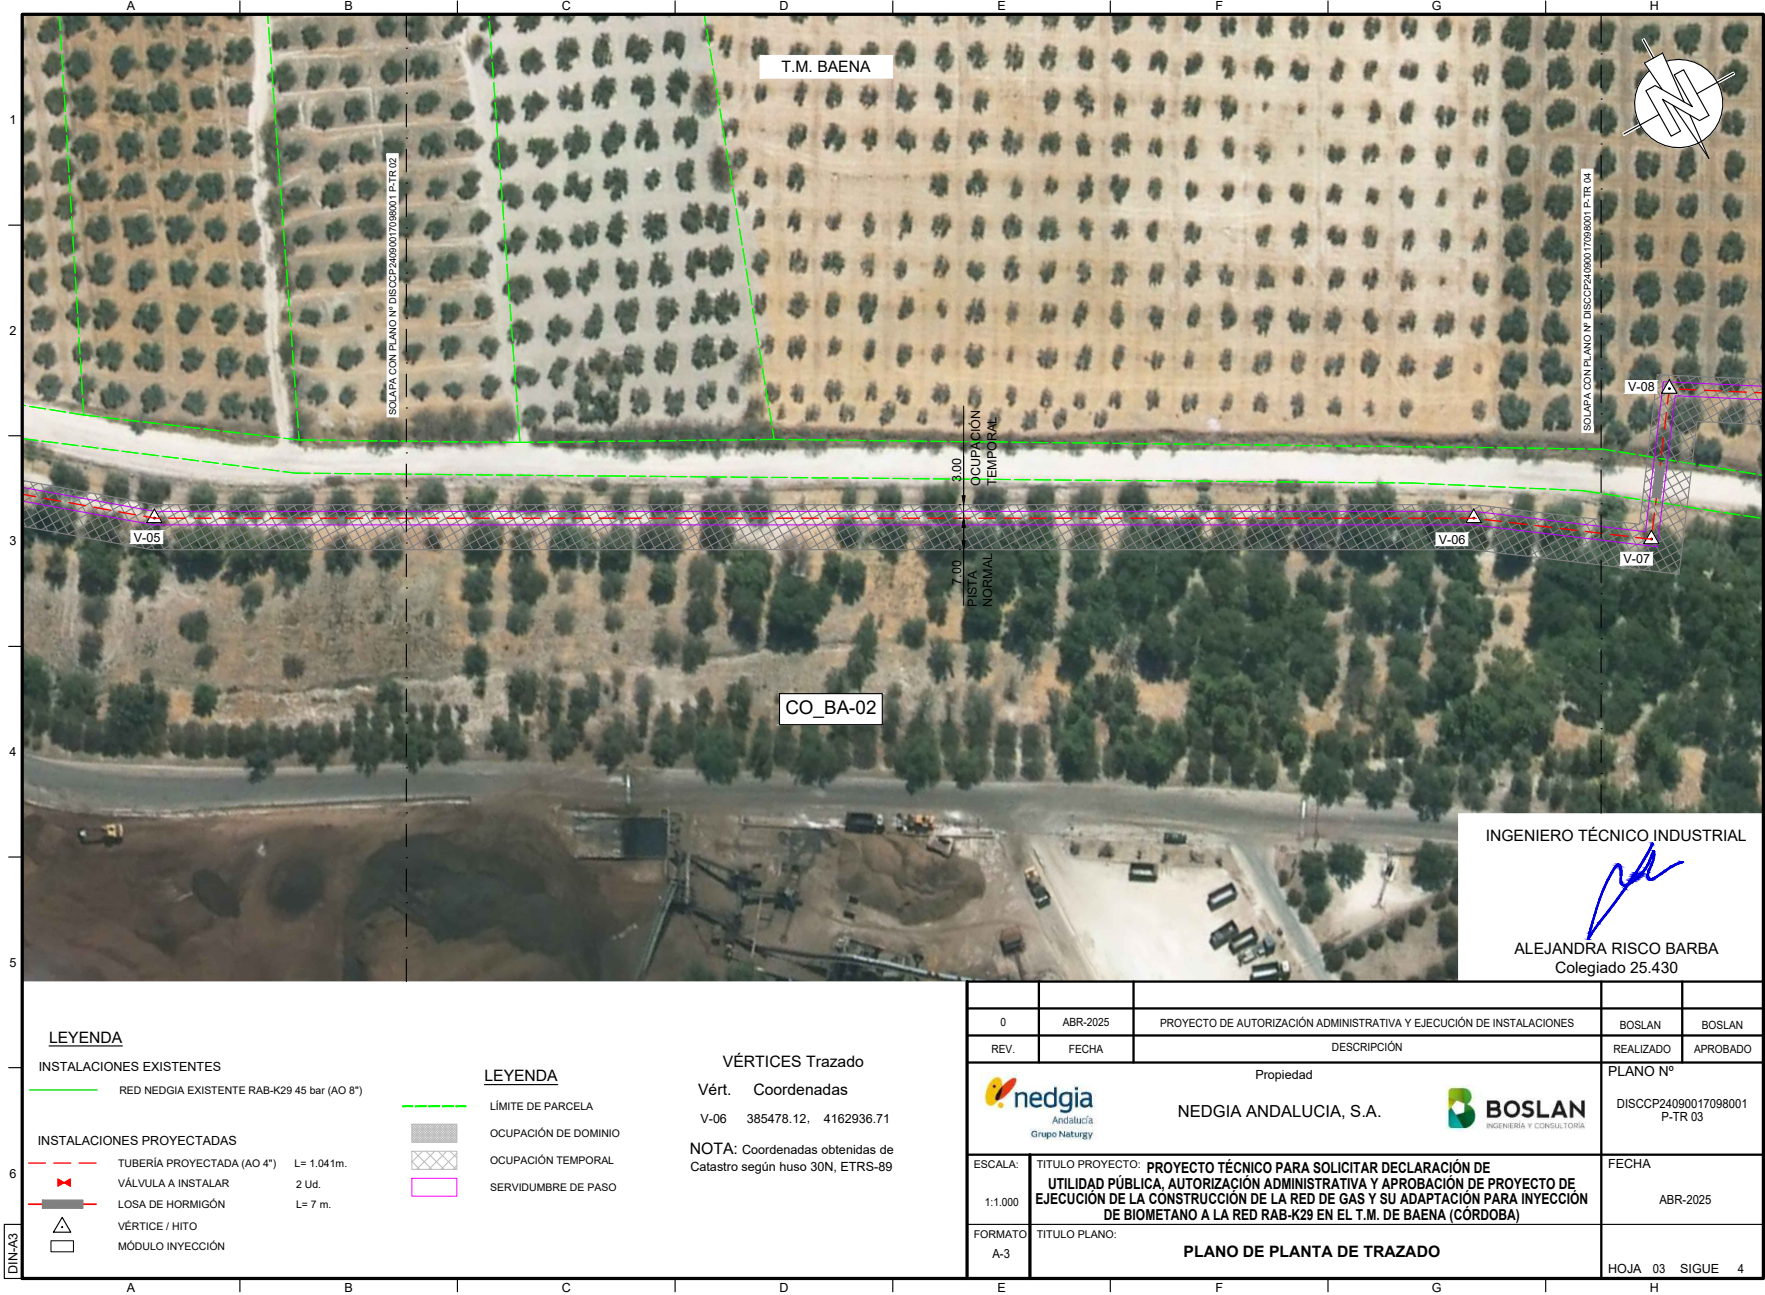 A B C D E F G H
1
2
3
4
5
6
DIN-A3
T.M. BAENA
SOLAPA CON PLANO Nº DISCCP24090017098001 P-TR 02
SOLAPA CON PLANO Nº DISCCP24090017098001 P-TR 04
N
V-08
3.00
OCUPACIÓN
TEMPORAL
V-05
V-06
V-07
7.00
PISTA
NORMAL
CO_BA-02
INGENIERO TÉCNICO INDUSTRIAL
ALEJANDRA RISCO BARBA
Colegiado 25.430
LEYENDA
INSTALACIONES EXISTENTES
RED NEDGIA EXISTENTE RAB-K29 45 bar (AO 8")
INSTALACIONES PROYECTADAS
TUBERÍA PROYECTADA (AO 4") L= 1.041m.
VÁLVULA A INSTALAR 2 Ud.
LOSA DE HORMIGÓN L= 7 m.
VÉRTICE / HITO
MÓDULO INYECCIÓN
LEYENDA
LÍMITE DE PARCELA
OCUPACIÓN DE DOMINIO
OCUPACIÓN TEMPORAL
SERVIDUMBRE DE PASO
VÉRTICES Trazado
Vért. Coordenadas
V-06 385478.12, 4162936.71
NOTA: Coordenadas obtenidas de
Catastro según huso 30N, ETRS-89
0 ABR-2025 PROYECTO DE AUTORIZACIÓN ADMINISTRATIVA Y EJECUCIÓN DE INSTALACIONES BOSLAN BOSLAN
REV. FECHA DESCRIPCIÓN REALIZADO APROBADO
nedgia
Andalucía
Grupo Naturgy
Propiedad
NEDGIA ANDALUCIA, S.A.
BOSLAN
INGENIERÍA Y CONSULTORÍA
PLANO Nº
DISCCP24090017098001
P-TR 03
ESCALA:
1:1.000
TITULO PROYECTO: PROYECTO TÉCNICO PARA SOLICITAR DECLARACIÓN DE
UTILIDAD PÚBLICA, AUTORIZACIÓN ADMINISTRATIVA Y APROBACIÓN DE PROYECTO DE
EJECUCIÓN DE LA CONSTRUCCIÓN DE LA RED DE GAS Y SU ADAPTACIÓN PARA INYECCIÓN
DE BIOMETANO A LA RED RAB-K29 EN EL T.M. DE BAENA (CÓRDOBA)
FECHA
ABR-2025
FORMATO
A-3
TITULO PLANO:
PLANO DE PLANTA DE TRAZADO
HOJA 03 SIGUE 4
A B C D E F G H